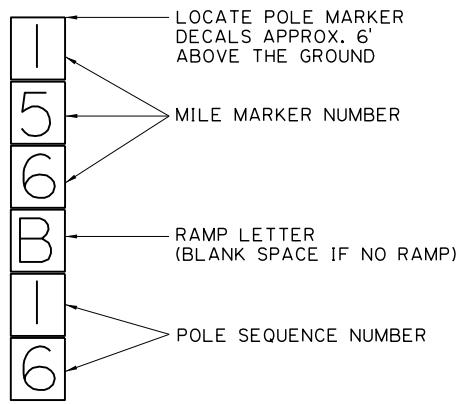 1
LOCATE POLE MARKER
DECALS APPROX. 6'
ABOVE THE GROUND
5
MILE MARKER NUMBER
6
B
RAMP LETTER
(BLANK SPACE IF NO RAMP)
1
POLE SEQUENCE NUMBER
6